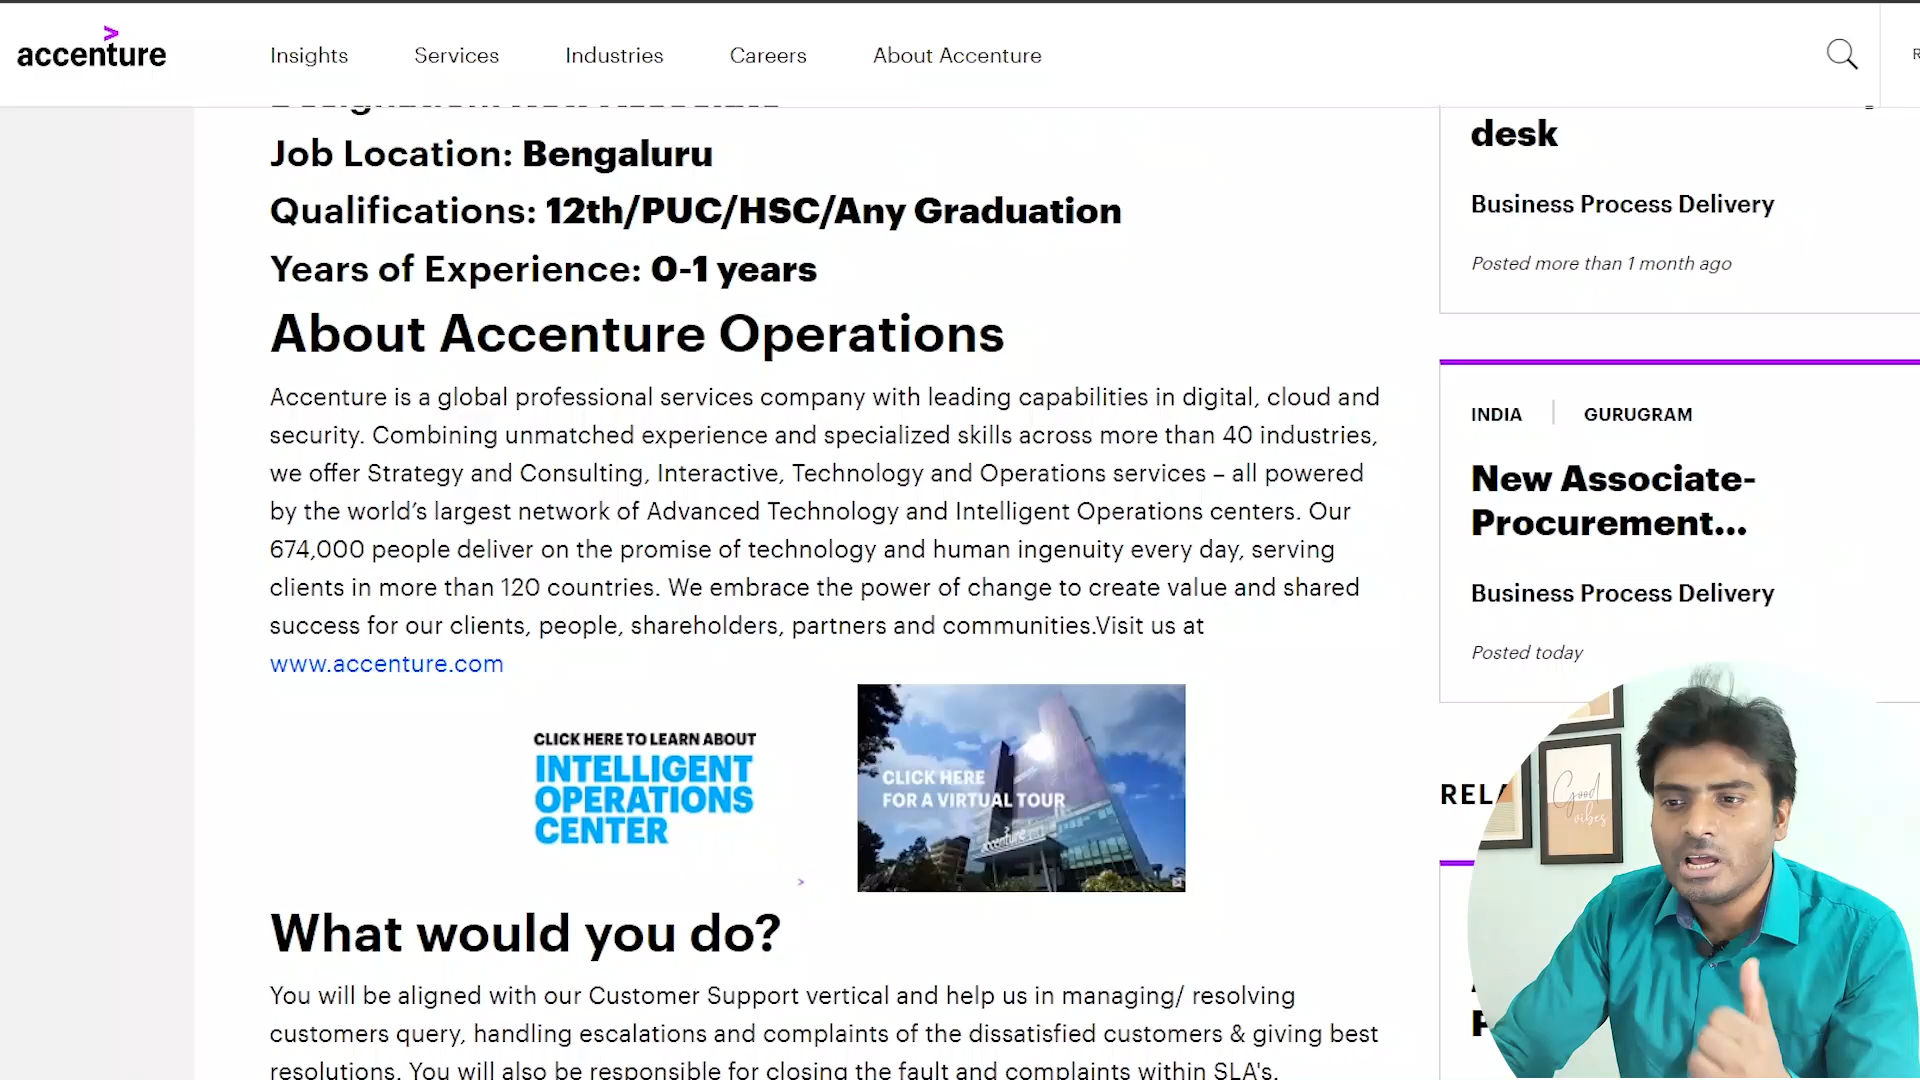 accenture
Insights
Services
Industries
Careers
About Accenture
Job Location: Bengaluru
Qualifications: 12th/PUC/HSC/Any Graduation
Years of Experience: 0-1 years
About Accenture Operations
Accenture is a global professional services company with leading capabilities in digital, cloud and
security. Combining unmatched experience and specialized skills across more than 40 industries,
we offer Strategy and Consulting, Interactive, Technology and Operations services – all powered
by the world’s largest network of Advanced Technology and Intelligent Operations centers. Our
674,000 people deliver on the promise of technology and human ingenuity every day, serving
clients in more than 120 countries. We embrace the power of change to create value and shared
success for our clients, people, shareholders, partners and communities.Visit us at
www.accenture.com
CLICK HERE TO LEARN ABOUT
INTELLIGENT
OPERATIONS
CENTER
CLICK HERE
FOR A VIRTUAL TOUR
accenture
What would you do?
You will be aligned with our Customer Support vertical and help us in managing/ resolving
customers query, handling escalations and complaints of the dissatisfied customers & giving best
resolutions. You will also be responsible for closing the fault and complaints within SLA's.
desk
Business Process Delivery
Posted more than 1 month ago
INDIA
GURUGRAM
New Associate-
Procurement...
Business Process Delivery
Posted today
Good
vibes